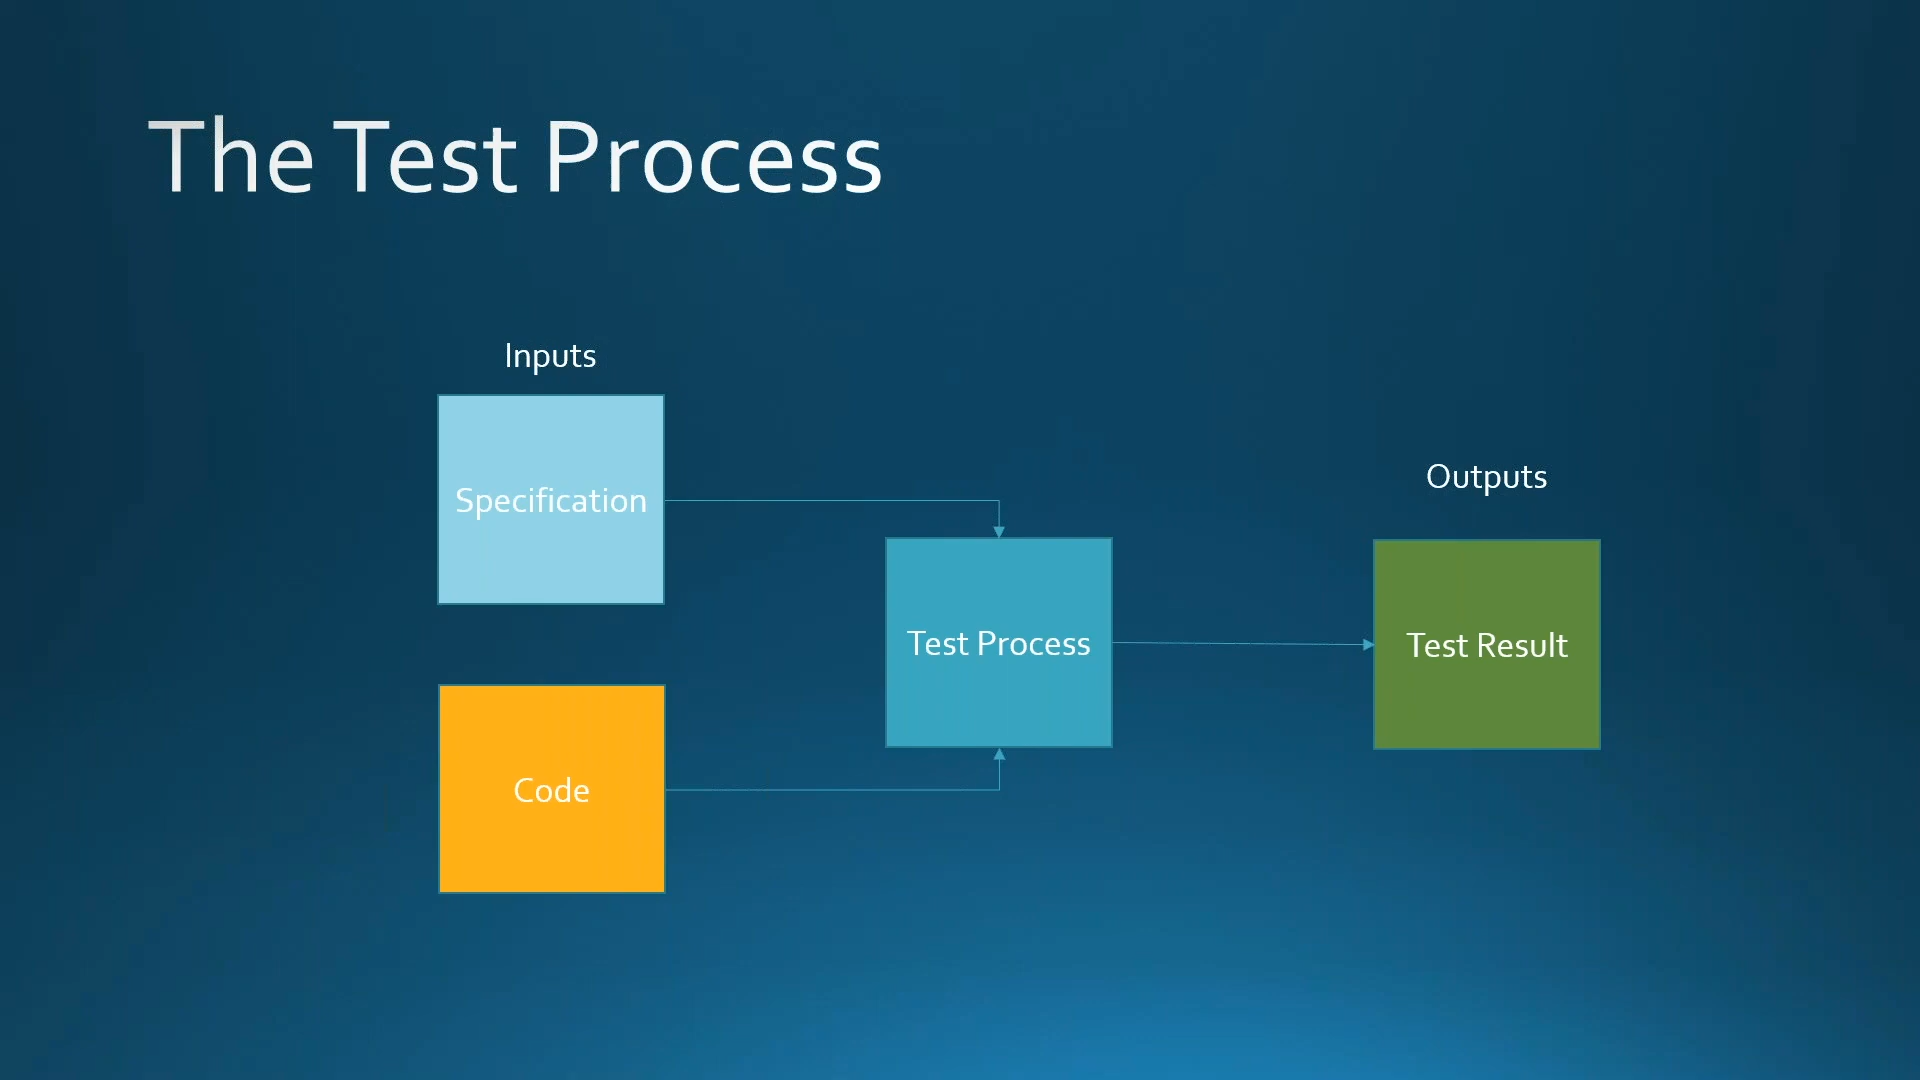 The Test Process
Inputs
Specification
Code
Test Process
Outputs
Test Result